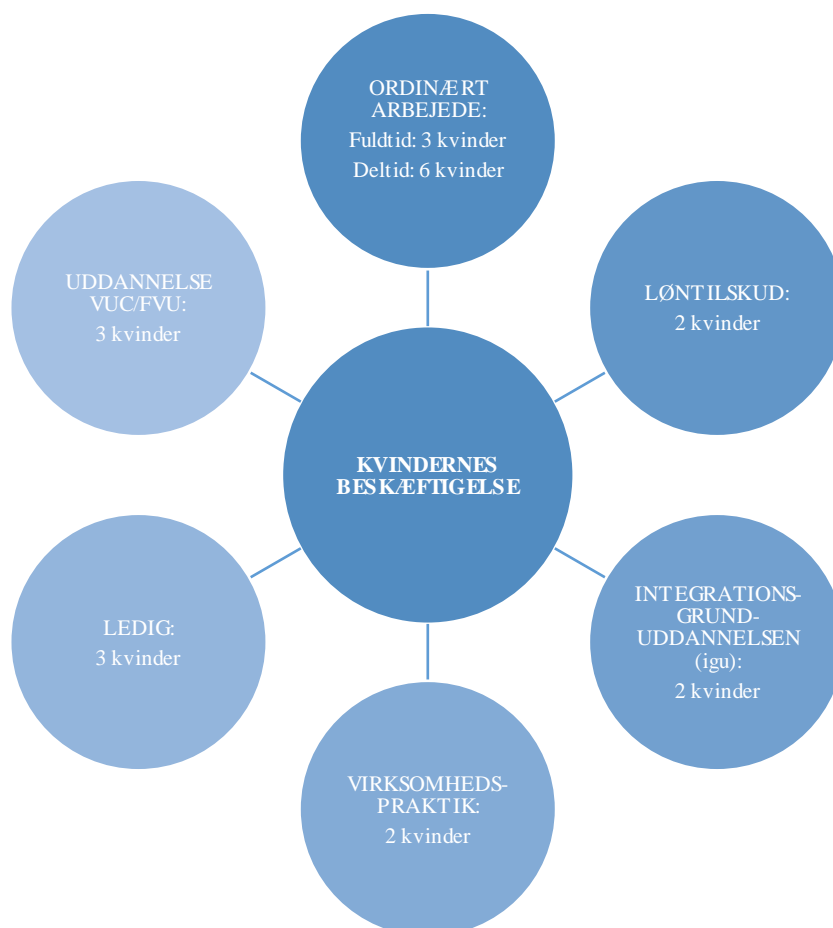 ORDINÆRT
ARBEJEDE:
Fuldtid: 3 kvinder
Deltid: 6 kvinder
LØNTILSKUD:
2 kvinder
INTEGRATIONS-
GRUND-
UDDANNELSEN
(igu):
2 kvinder
VIRKSOMHEDS-
PRAKTIK:
2 kvinder
LEDIG:
3 kvinder
UDDANNELSE
VUC/FVU:
3 kvinder
KVINDERNES
BESKÆFTIGELSE